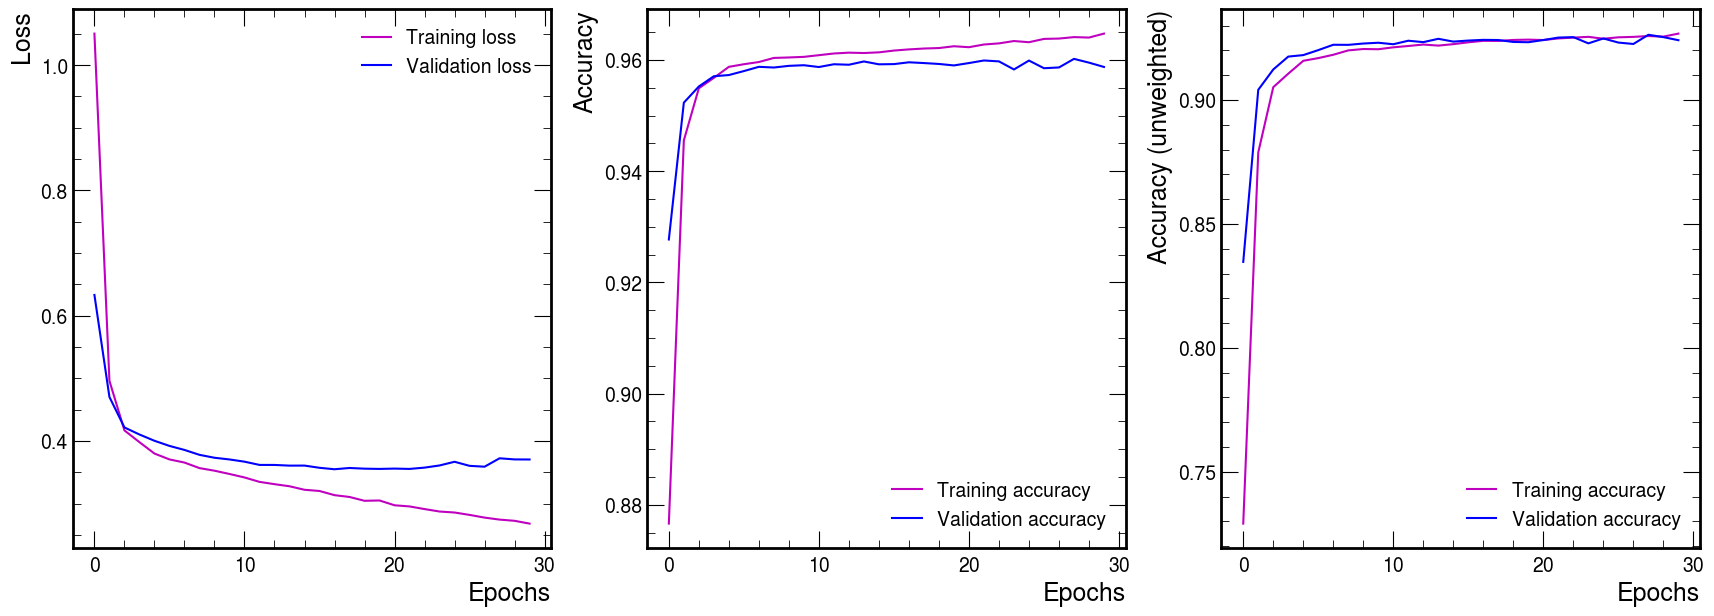 Loss
1.0
0.8
0.6
0.4
0 10 20 30
Epochs
Training loss
Validation loss
Accuracy
0.96
0.94
0.92
0.90
0.88
0 10 20 30
Epochs
Training accuracy
Validation accuracy
Accuracy (unweighted)
0.90
0.85
0.80
0.75
0 10 20 30
Epochs
Training accuracy
Validation accuracy